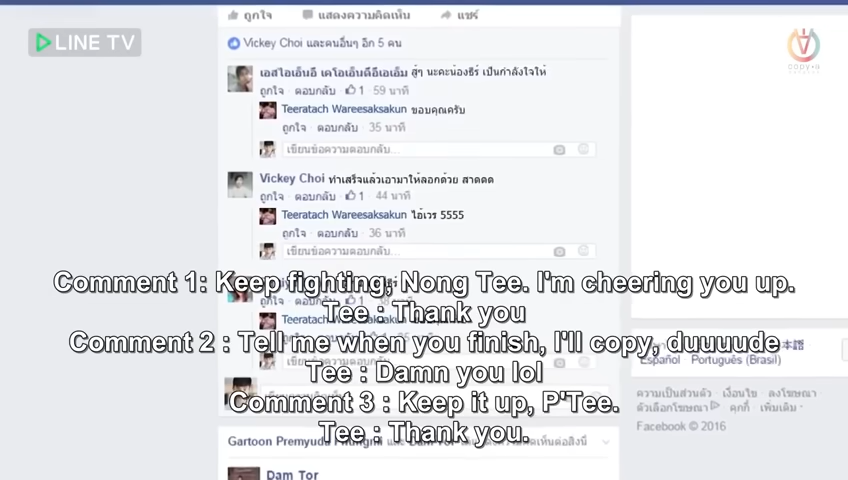 ถูกใจ แสดงความคิดเห็น แชร์
LINE TV
copy a
Vickey Choi และคนอื่นๆ อีก 5 คน
เอสไอเอ็นอี เคโอเอ็นดีอีเอเอ็ม สู้ๆ นะคะน้องธีร์ เป็นกำลังใจให้
ถูกใจ · ตอบกลับ · 1 · 59 นาที
Teeratach Wareesaksakun ขอบคุณครับ
ถูกใจ · ตอบกลับ · 35 นาที
เขียนข้อความตอบกลับ...
Vickey Choi ทำเสร็จแล้วเอามาให้ลอกด้วย สาดดด
ถูกใจ · ตอบกลับ · 1 · 44 นาที
Teeratach Wareesaksakun ไอ้เวร 5555
ถูกใจ · ตอบกลับ · 36 นาที
เขียนข้อความตอบกลับ...
Comment 1: Keep fighting, Nong Tee. I'm cheering you up.
Tee : Thank you
Comment 2 : Tell me when you finish, I'll copy, duuuude
Tee : Damn you lol
Comment 3 : Keep it up, P'Tee.
Tee : Thank you.
Español · Português (Brasil)
ความเป็นส่วนตัว · เงื่อนไข · ลงโฆษณา
ตัวเลือกโฆษณา · คุกกี้ · เพิ่มเติม
Facebook © 2016
Dam Tor